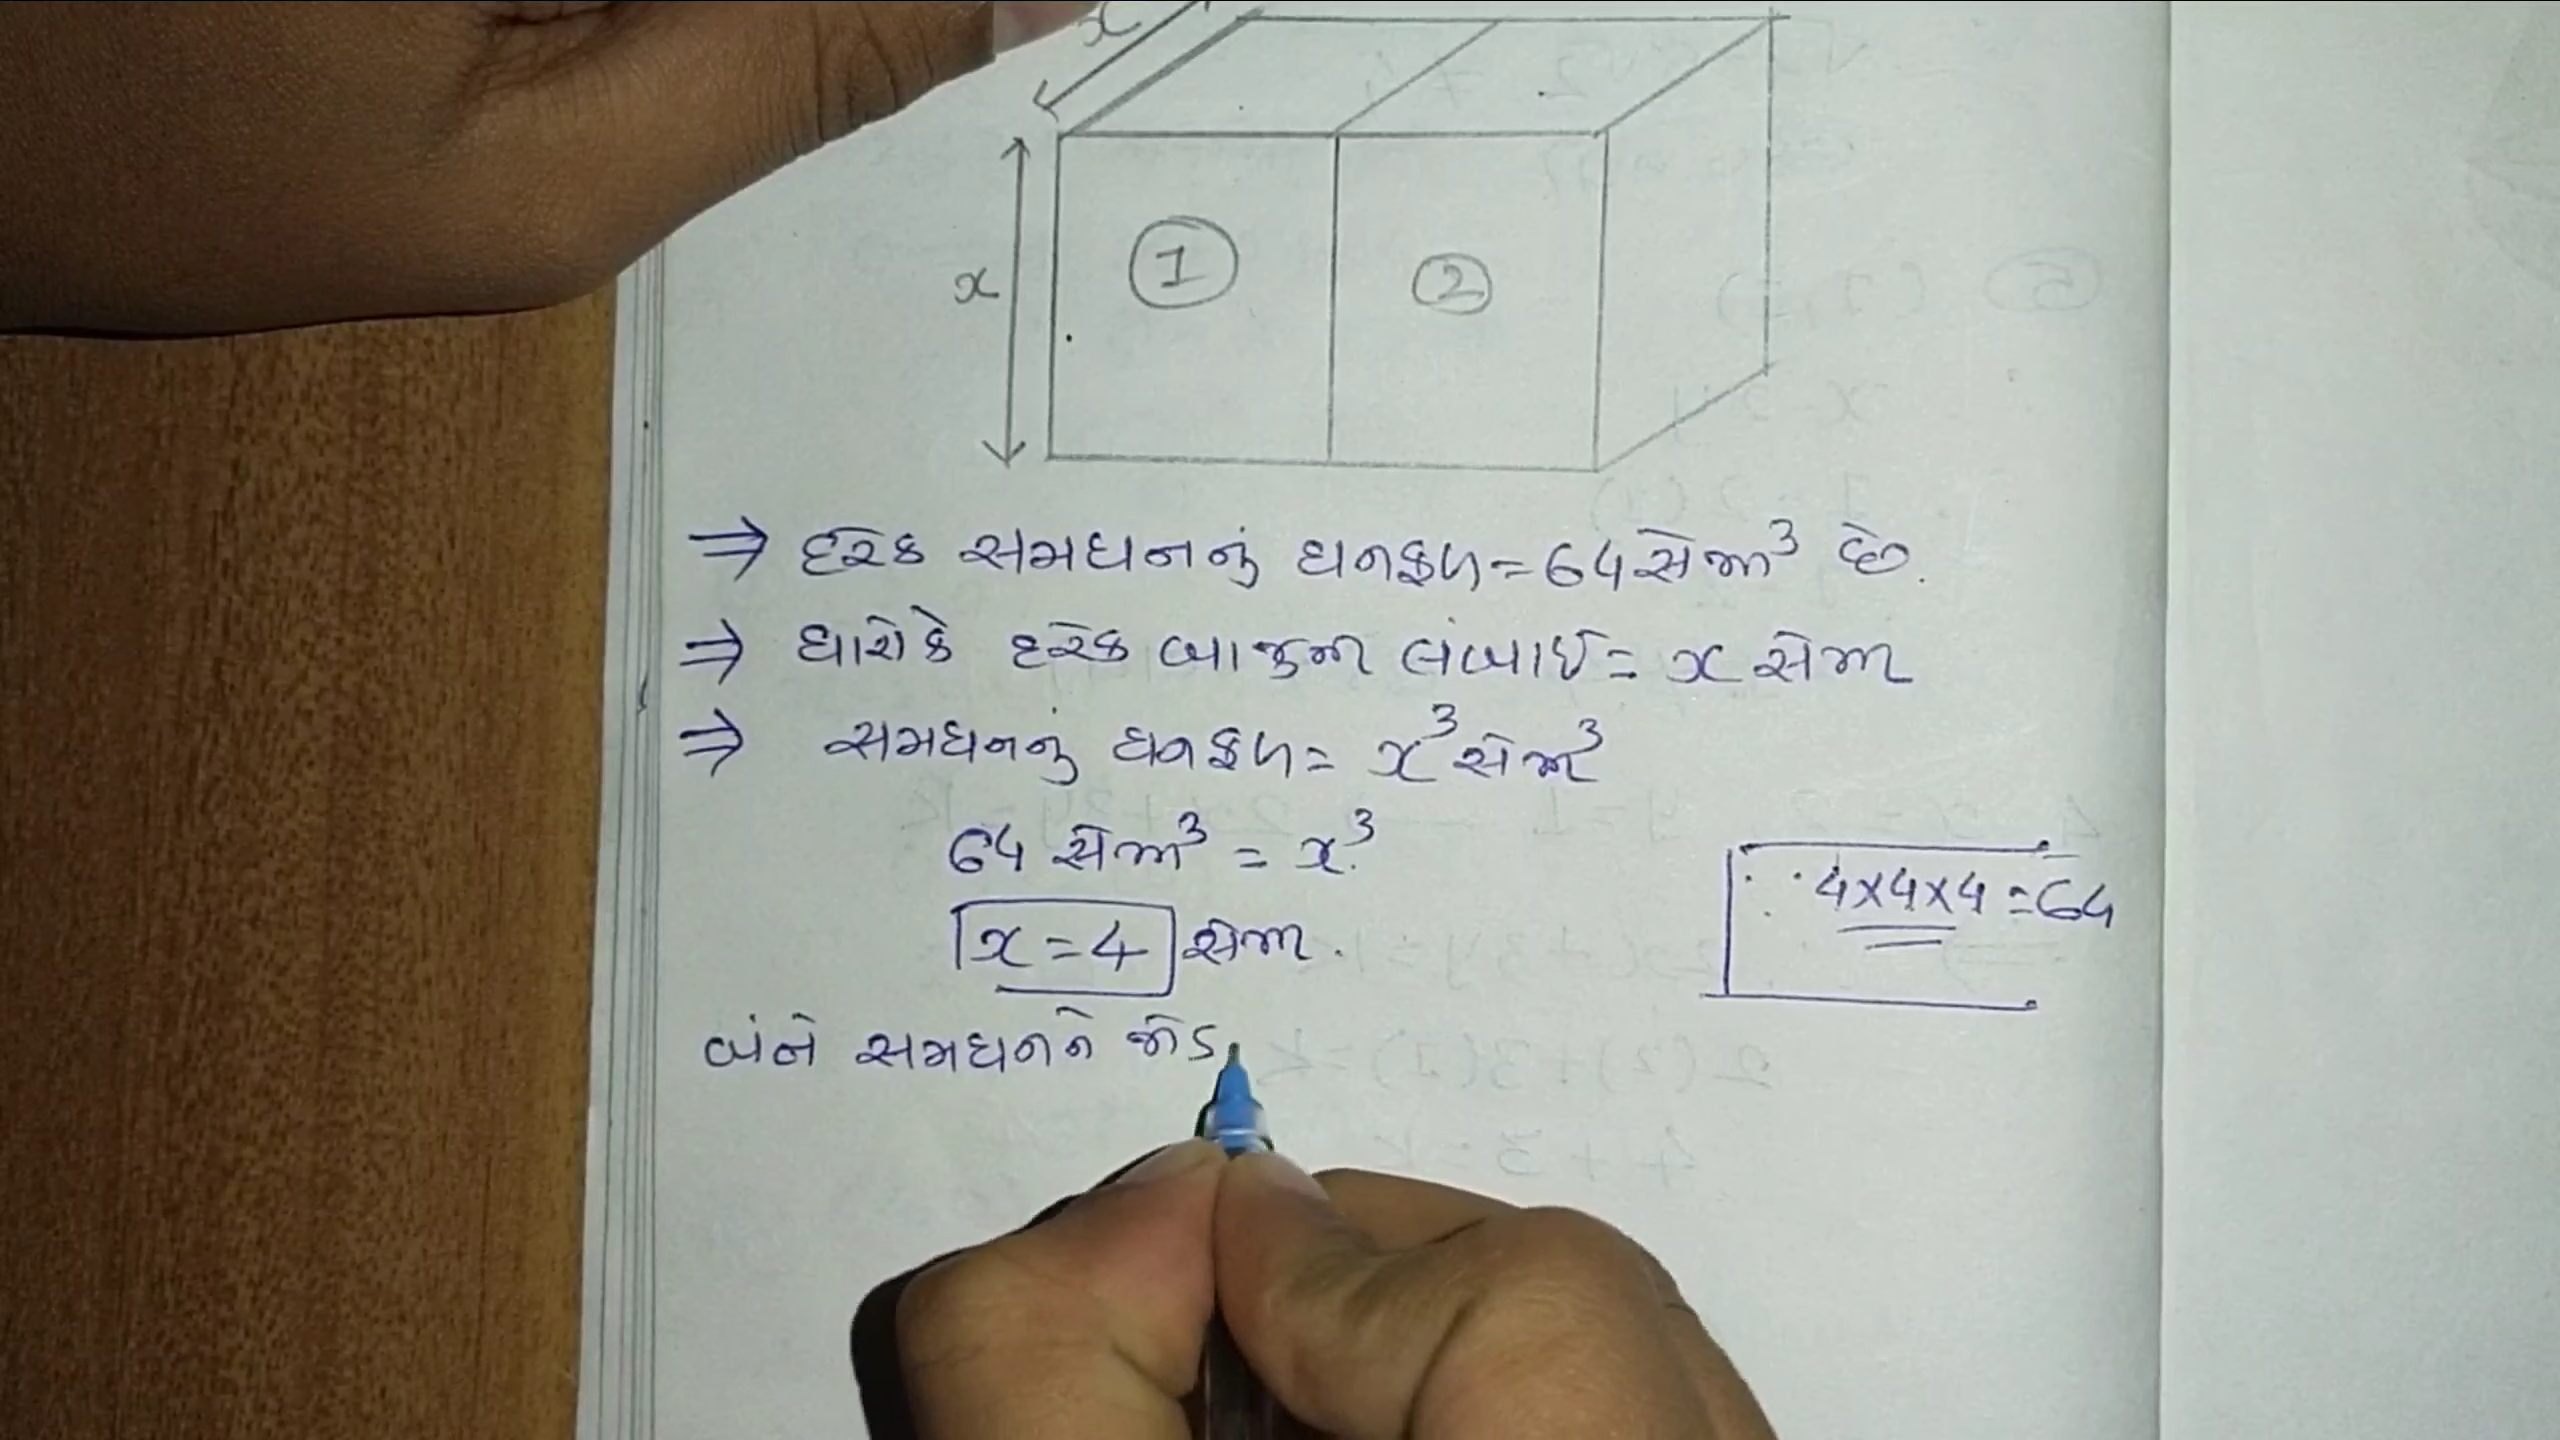 x
x
1
2
⇒ દરેક સમઘનનું ઘનફળ = 64 સેમી³ છે.
⇒ ધારોકે દરેક બાજુની લંબાઈ = x સેમી
⇒ સમઘનનું ઘનફળ = x³ સેમી³
64 સેમી³ = x³
x = 4 સેમી.
4×4×4 = 64
બંને સમઘનને જોડ